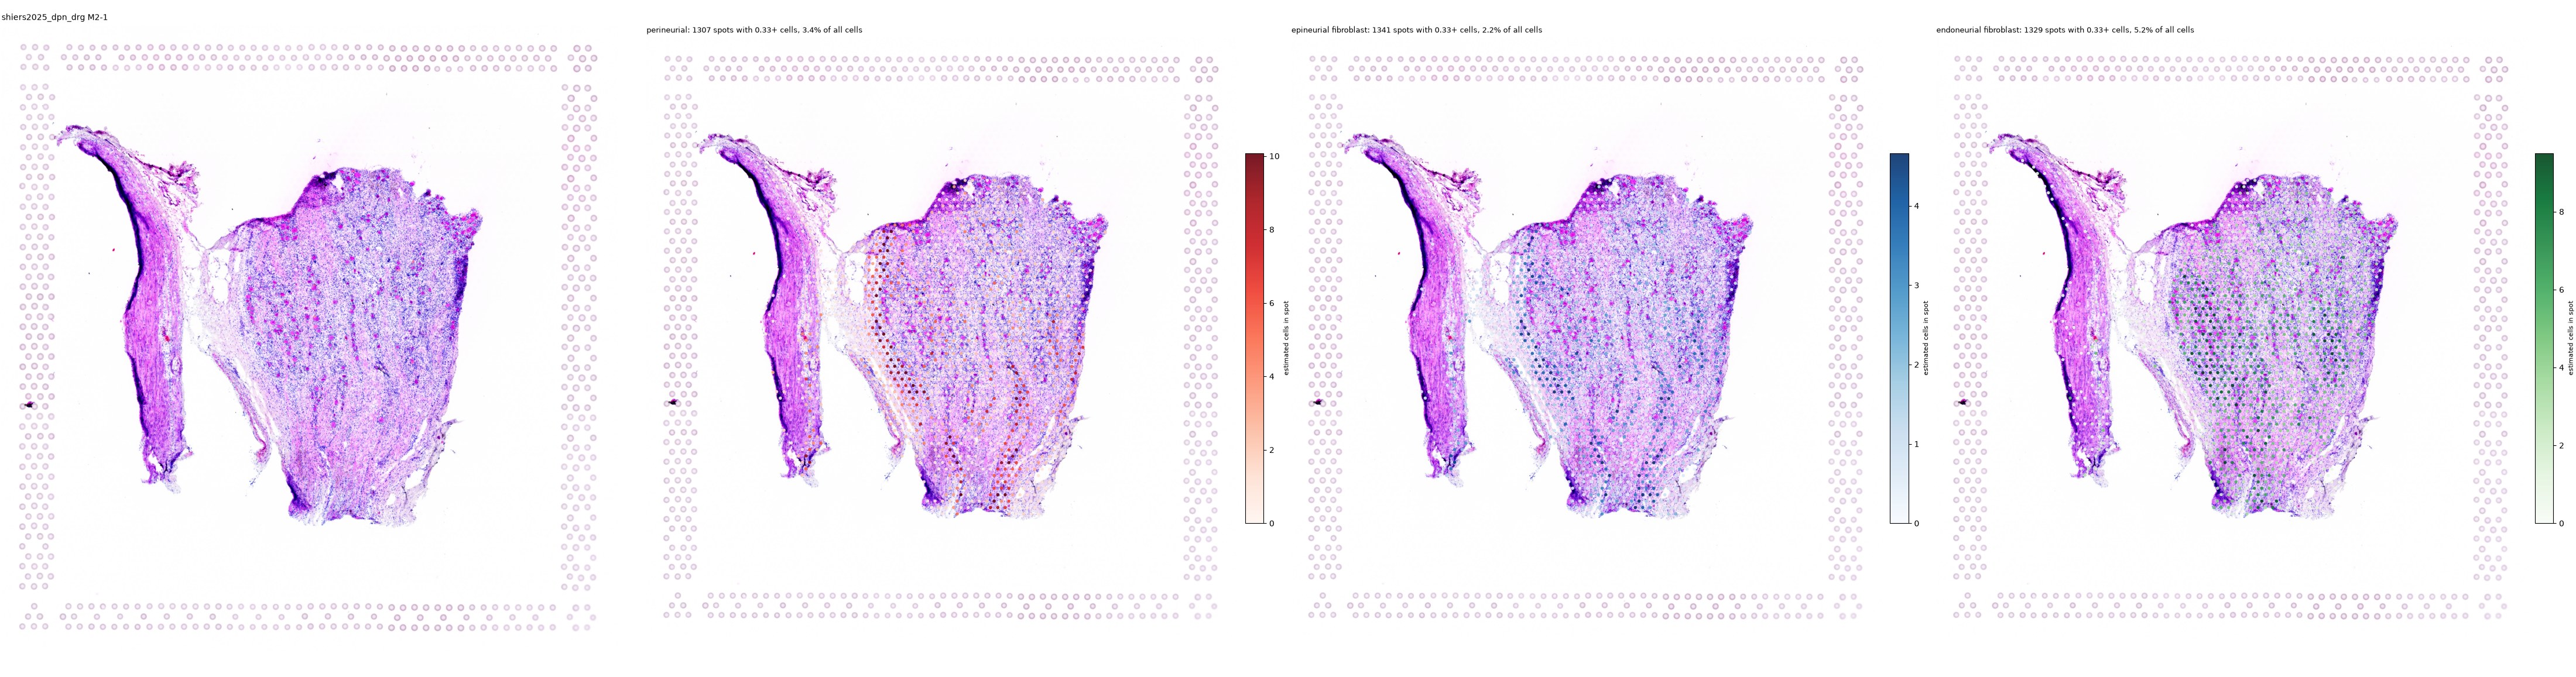 shiers2025_dpn_drg M2-1
perineurial: 1307 spots with 0.33+ cells, 3.4% of all cells
10
8
6
4
2
0
estimated cells in spot
epineurial fibroblast: 1341 spots with 0.33+ cells, 2.2% of all cells
4
3
2
1
0
estimated cells in spot
endoneurial fibroblast: 1329 spots with 0.33+ cells, 5.2% of all cells
8
6
4
2
0
estimated cells in spot